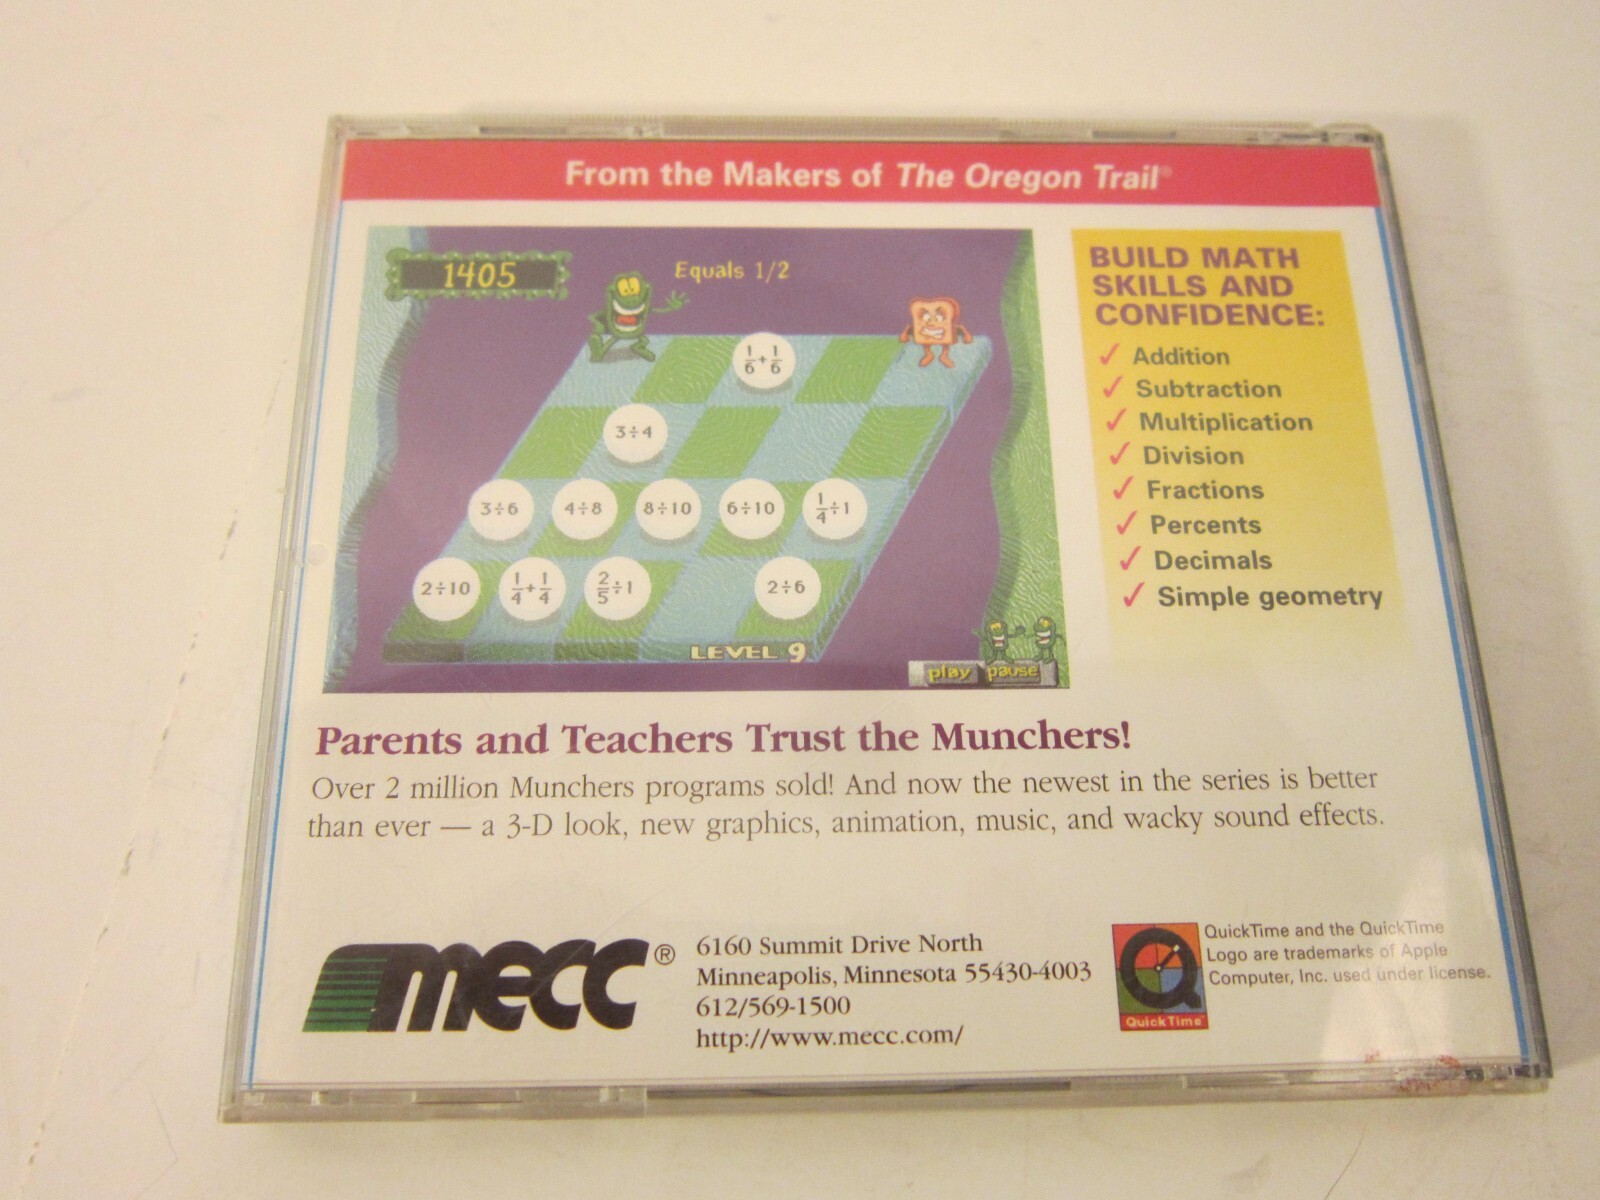 From the Makers of The Oregon Trail®
1405
Equals 1/2
1/6+1/6
3÷4
3÷6 4÷8 8÷10 6÷10 1/4÷1
2÷10 1/4+1/4 2/5÷1 2÷6
LEVEL 9
play pause
BUILD MATH
SKILLS AND
CONFIDENCE:
✓ Addition
✓ Subtraction
✓ Multiplication
✓ Division
✓ Fractions
✓ Percents
✓ Decimals
✓ Simple geometry
Parents and Teachers Trust the Munchers!
Over 2 million Munchers programs sold! And now the newest in the series is better
than ever — a 3-D look, new graphics, animation, music, and wacky sound effects.
mecc®
6160 Summit Drive North
Minneapolis, Minnesota 55430-4003
612/569-1500
http://www.mecc.com/
QuickTime™
QuickTime and the QuickTime
Logo are trademarks of Apple
Computer, Inc. used under license.